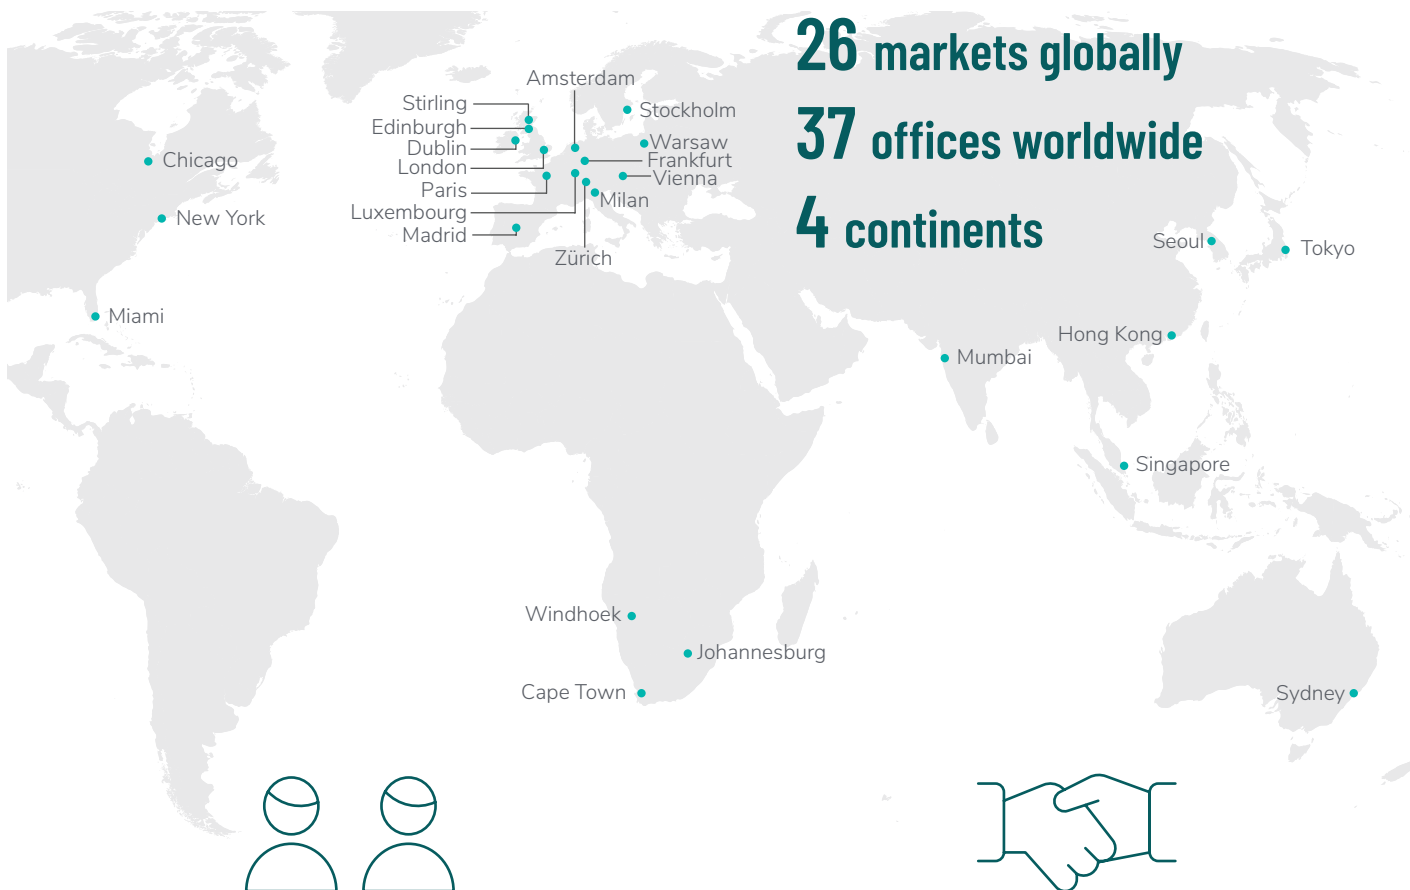 26 markets globally
37 offices worldwide
4 continents
Amsterdam
Stirling
Stockholm
Edinburgh
Dublin
Warsaw
London
Frankfurt
Paris
Vienna
Luxembourg
Milan
Madrid
Zürich
Chicago
New York
Miami
Seoul
Tokyo
Hong Kong
Mumbai
Singapore
Windhoek
Johannesburg
Cape Town
Sydney